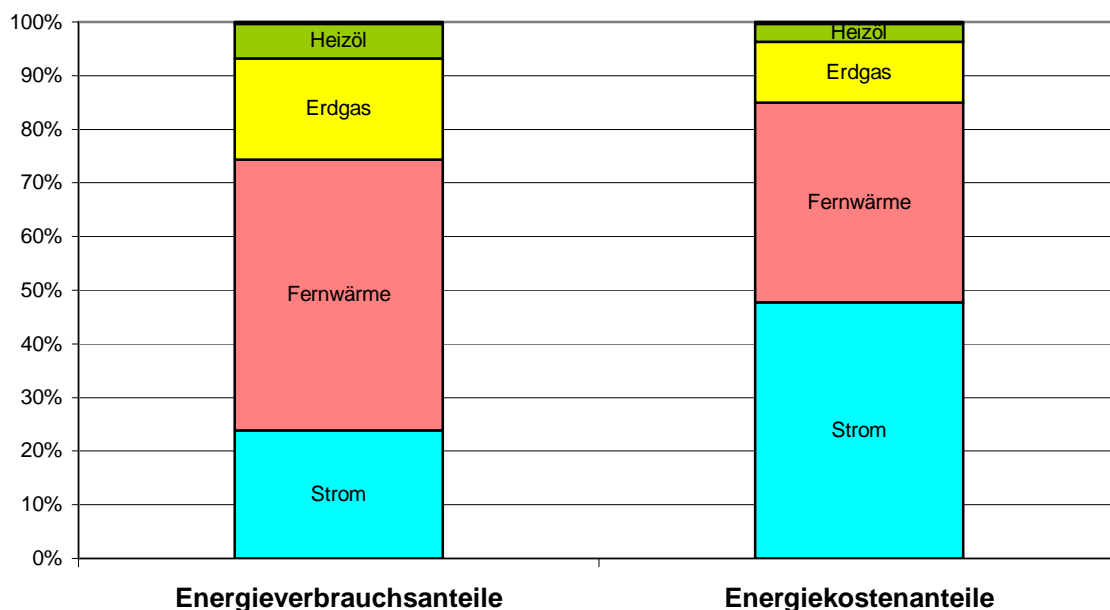 100%
90%
80%
70%
60%
50%
40%
30%
20%
10%
0%
Heizöl
Erdgas
Fernwärme
Strom
Heizöl
Erdgas
Fernwärme
Strom
Energieverbrauchsanteile
Energiekostenanteile